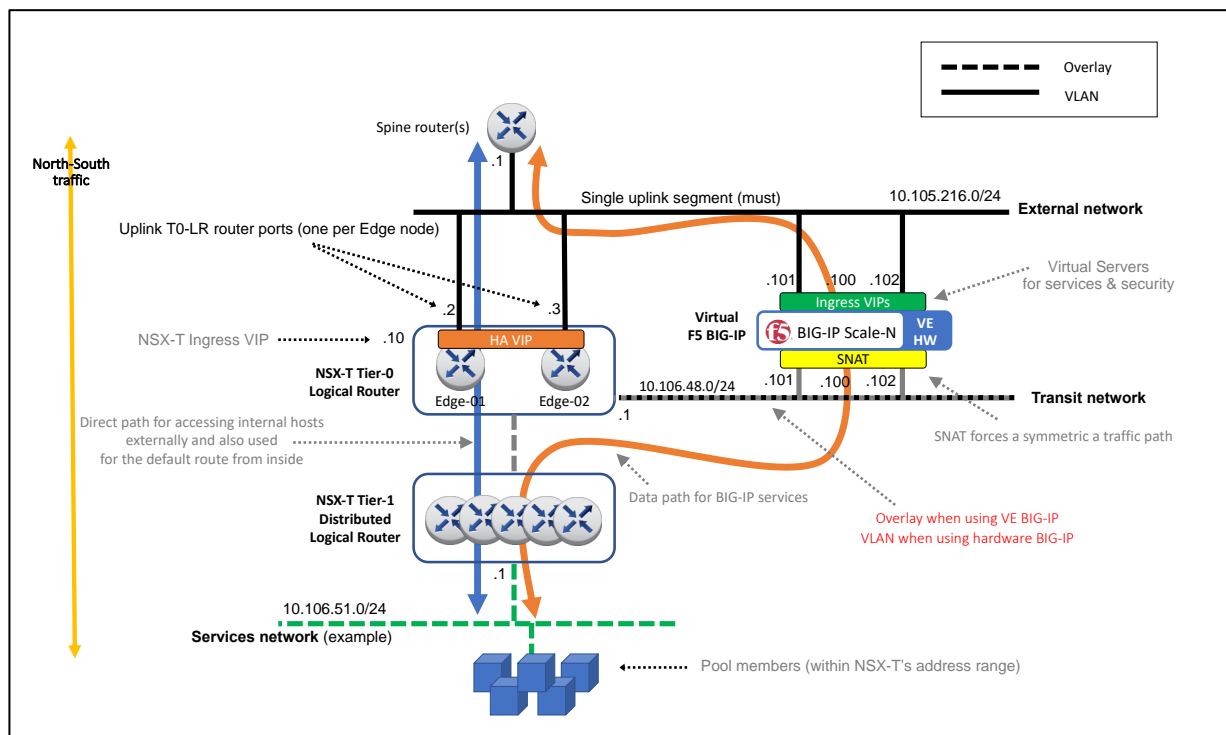 Overlay
VLAN
Spine router(s)
.1
North-South
traffic
Single uplink segment (must)
10.105.216.0/24
External network
Uplink T0-LR router ports (one per Edge node)
.101
.100
.102
Virtual Servers
for services & security
.2
.3
Ingress VIPs
Virtual
F5 BIG-IP
f5
BIG-IP Scale-N
VE
HW
NSX-T Ingress VIP
.10
HA VIP
SNAT
NSX-T Tier-0
Logical Router
Edge-01
Edge-02
10.106.48.0/24
.101
.100
.102
.1
Transit network
Direct path for accessing internal hosts
externally and also used
for the default route from inside
SNAT forces a symmetric a traffic path
NSX-T Tier-1
Distributed
Logical Router
Data path for BIG-IP services
Overlay when using VE BIG-IP
VLAN when using hardware BIG-IP
.1
10.106.51.0/24
Services network (example)
Pool members (within NSX-T's address range)